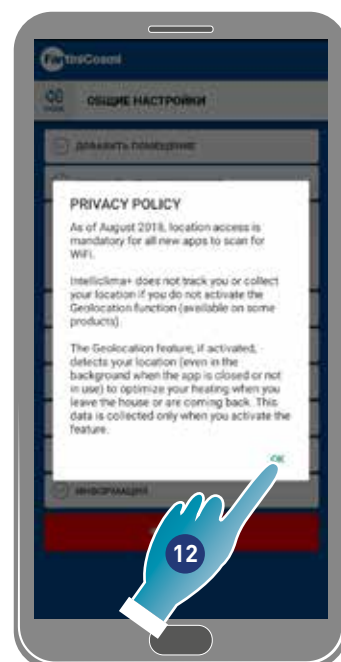 FantiniCosmi
ОБЩИЕ НАСТРОЙКИ
ДОБАВИТЬ ПОМЕЩЕНИЕ
PRIVACY POLICY
As of August 2018, location access is
mandatory for all new apps to scan for
WiFi.
Intelliclima+ does not track you or collect
your location if you do not activate the
Geolocation function (available on some
products).
The Geolocation feature, if activated,
detects your location (even in the
background when the app is closed or not
in use) to optimize your heating when you
leave the house or are coming back. This
data is collected only when you activate the
feature.
OK
ИНФОРМАЦИЯ
12